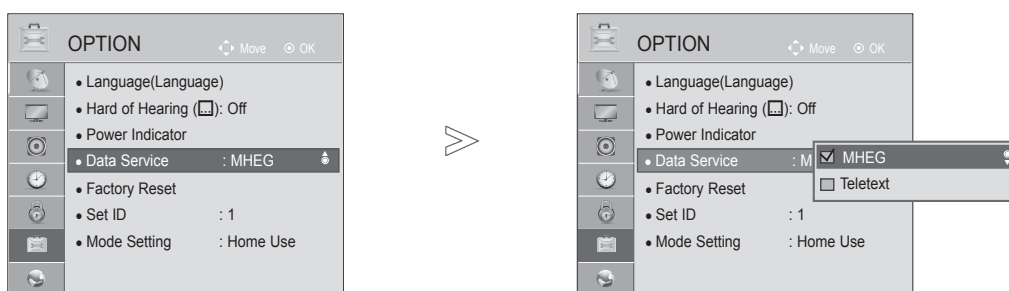 OPTION
Move OK
• Language(Language)
• Hard of Hearing (...): Off
• Power Indicator
• Data Service : MHEG
• Factory Reset
• Set ID : 1
• Mode Setting : Home Use
OPTION
Move OK
• Language(Language)
• Hard of Hearing (...): Off
• Power Indicator
• Data Service : M
MHEG
Teletext
• Factory Reset
• Set ID : 1
• Mode Setting : Home Use